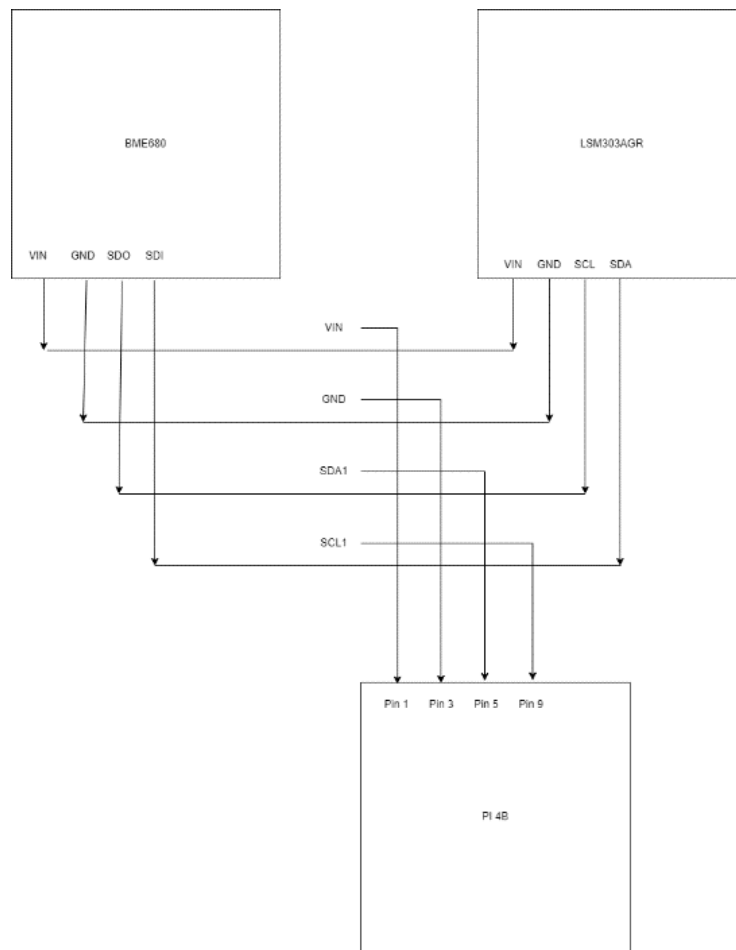 BME680
LSM303AGR
VIN GND SDO SDI
VIN GND SCL SDA
VIN
GND
SDA1
SCL1
Pin 1 Pin 3 Pin 5 Pin 9
PI 4B